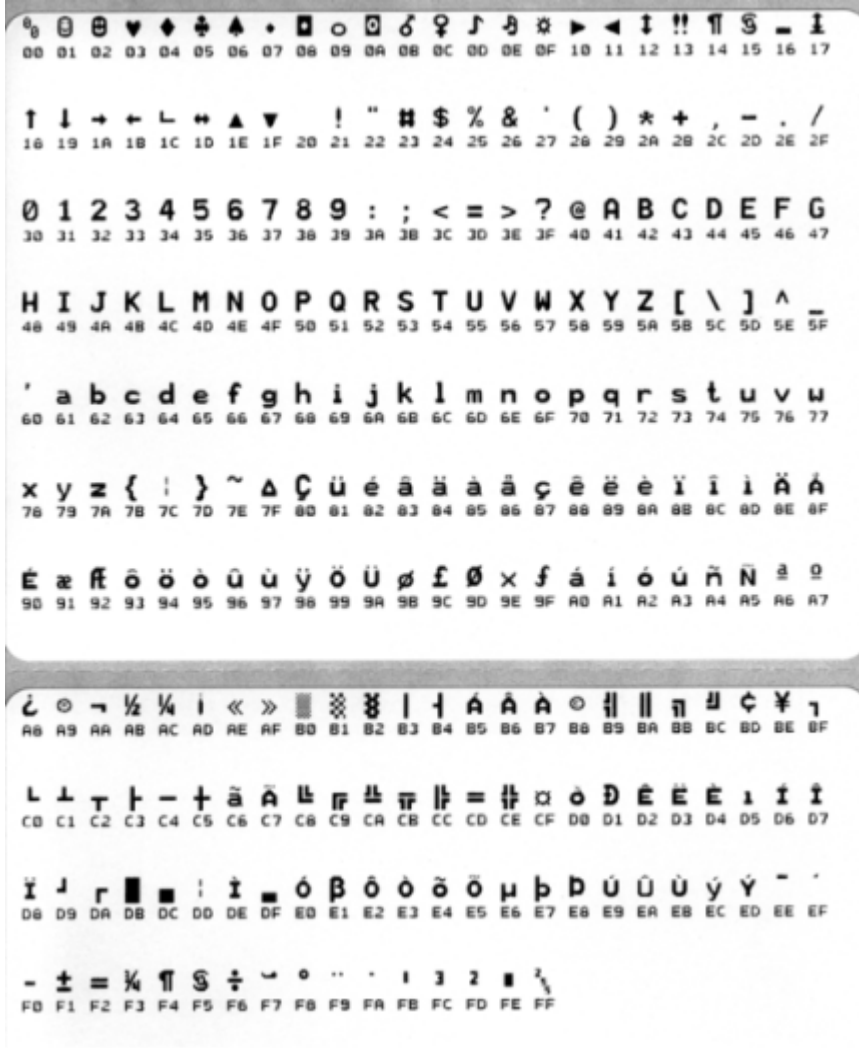 ☺ ☻ ♥ ♦ ♣ ♠ • ◘ ○ ◙ ♂ ♀ ♪ ♫ ☼ ► ◄ ↕ ‼ ¶ § ▬ ↨
00 01 02 03 04 05 06 07 08 09 0A 0B 0C 0D 0E 0F 10 11 12 13 14 15 16 17
↑ ↓ → ← ∟ ↔ ▲ ▼ ! " # $ % & ' ( ) * + , - . /
18 19 1A 1B 1C 1D 1E 1F 20 21 22 23 24 25 26 27 28 29 2A 2B 2C 2D 2E 2F
0 1 2 3 4 5 6 7 8 9 : ; < = > ? @ A B C D E F G
30 31 32 33 34 35 36 37 38 39 3A 3B 3C 3D 3E 3F 40 41 42 43 44 45 46 47
H I J K L M N O P Q R S T U V W X Y Z [ \ ] ^ _
48 49 4A 4B 4C 4D 4E 4F 50 51 52 53 54 55 56 57 58 59 5A 5B 5C 5D 5E 5F
' a b c d e f g h i j k l m n o p q r s t u v w
60 61 62 63 64 65 66 67 68 69 6A 6B 6C 6D 6E 6F 70 71 72 73 74 75 76 77
x y z { ¦ } ~ ∆ Ç ü é â ä à å ç ê ë è ï î ì Ä Å
78 79 7A 7B 7C 7D 7E 7F 80 81 82 83 84 85 86 87 88 89 8A 8B 8C 8D 8E 8F
É æ Æ ô ö ò û ù ÿ Ö Ü ø £ Ø × ƒ á í ó ú ñ Ñ ª º
90 91 92 93 94 95 96 97 98 99 9A 9B 9C 9D 9E 9F A0 A1 A2 A3 A4 A5 A6 A7
¿ ® ¬ ½ ¼ ¡ « » ░ ▒ ▓ │ ┤ Á Â À © ╣ ║ ╗ ╝ ¢ ¥ ┐
A8 A9 AA AB AC AD AE AF B0 B1 B2 B3 B4 B5 B6 B7 B8 B9 BA BB BC BD BE BF
└ ┴ ┬ ├ ─ ┼ ã Ã ╚ ╔ ╩ ╦ ╠ ═ ╬ ¤ ð Ð Ê Ë È ı Í Î
C0 C1 C2 C3 C4 C5 C6 C7 C8 C9 CA CB CC CD CE CF D0 D1 D2 D3 D4 D5 D6 D7
Ï ┘ ┌ █ ▄ ¦ Ì ▀ Ó β Ô Ò õ Õ µ þ Þ Ú Û Ù ý Ý ¯ ´
D8 D9 DA DB DC DD DE DF E0 E1 E2 E3 E4 E5 E6 E7 E8 E9 EA EB EC ED EE EF
- ± = ¾ ¶ § ÷ ¸ ° ¨ · ¹ ³ ² ■
F0 F1 F2 F3 F4 F5 F6 F7 F8 F9 FA FB FC FD FE FF